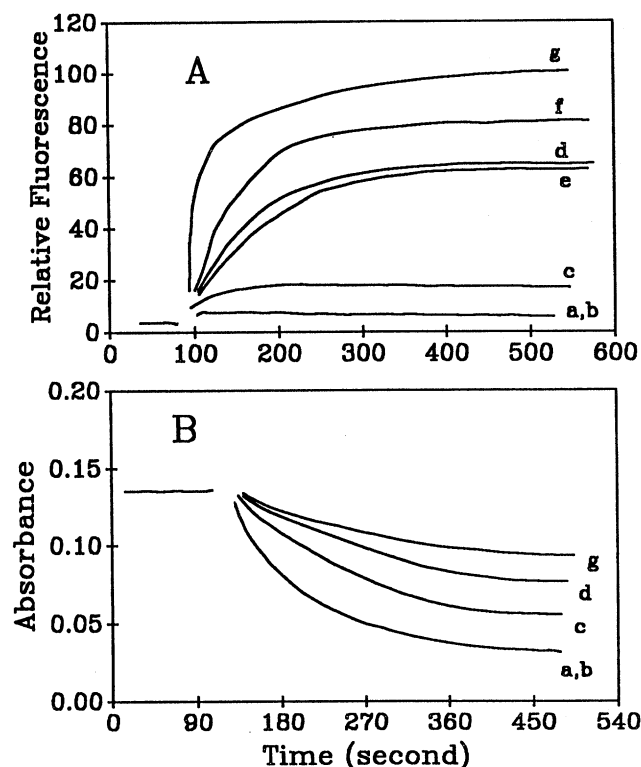 A
Relative Fluorescence
120
100
80
60
40
20
0
g
f
d
e
c
a,b
0 100 200 300 400 500 600
B
Absorbance
0.20
0.15
0.10
0.05
0.00
g
d
c
a,b
0 90 180 270 360 450 540
Time (second)